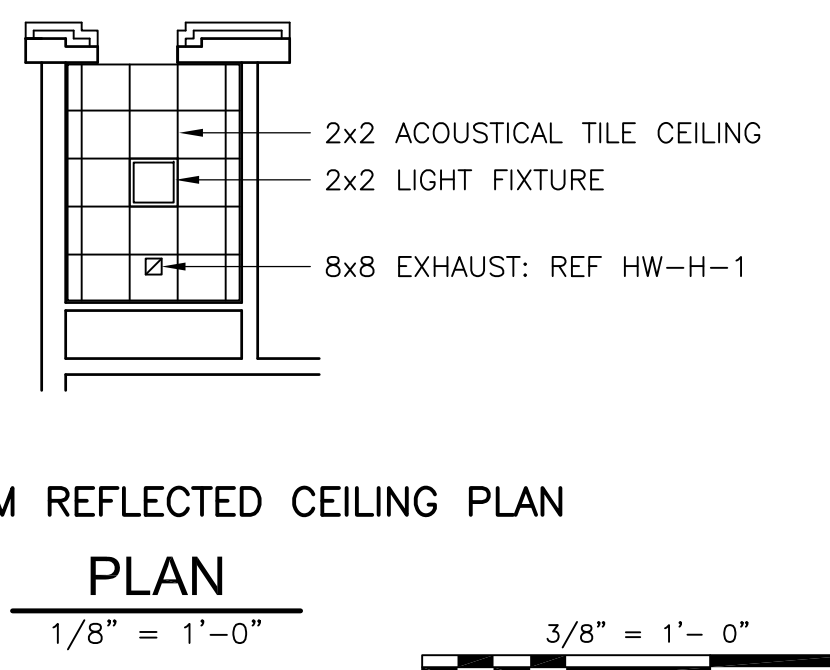 2x2 ACOUSTICAL TILE CEILING
2x2 LIGHT FIXTURE
8x8 EXHAUST: REF HW-H-1
REFLECTED CEILING PLAN
PLAN
1/8" = 1'-0"
3/8" = 1'- 0"